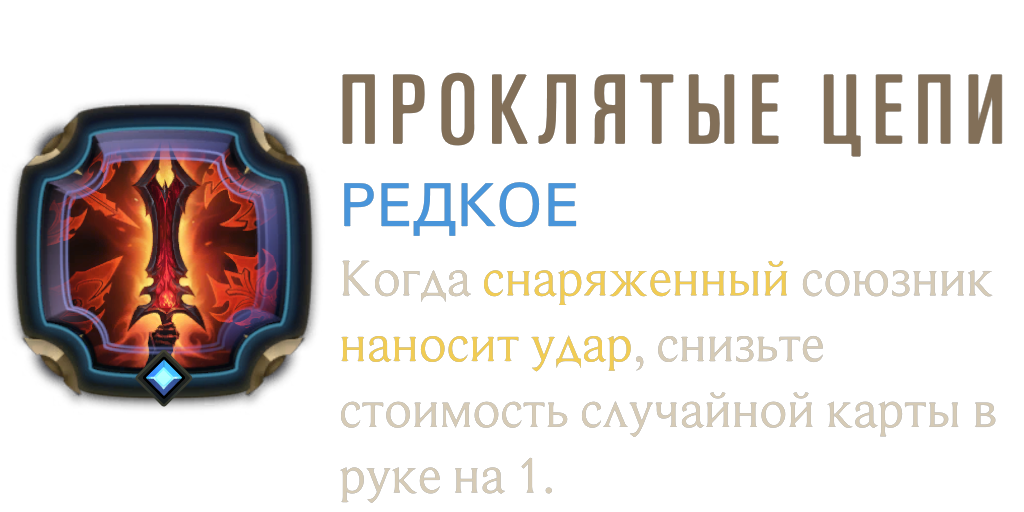 ПРОКЛЯТЫЕ ЦЕПИ
РЕДКОЕ
Когда снаряженный союзник
наносит удар, снизьте
стоимость случайной карты в
руке на 1.